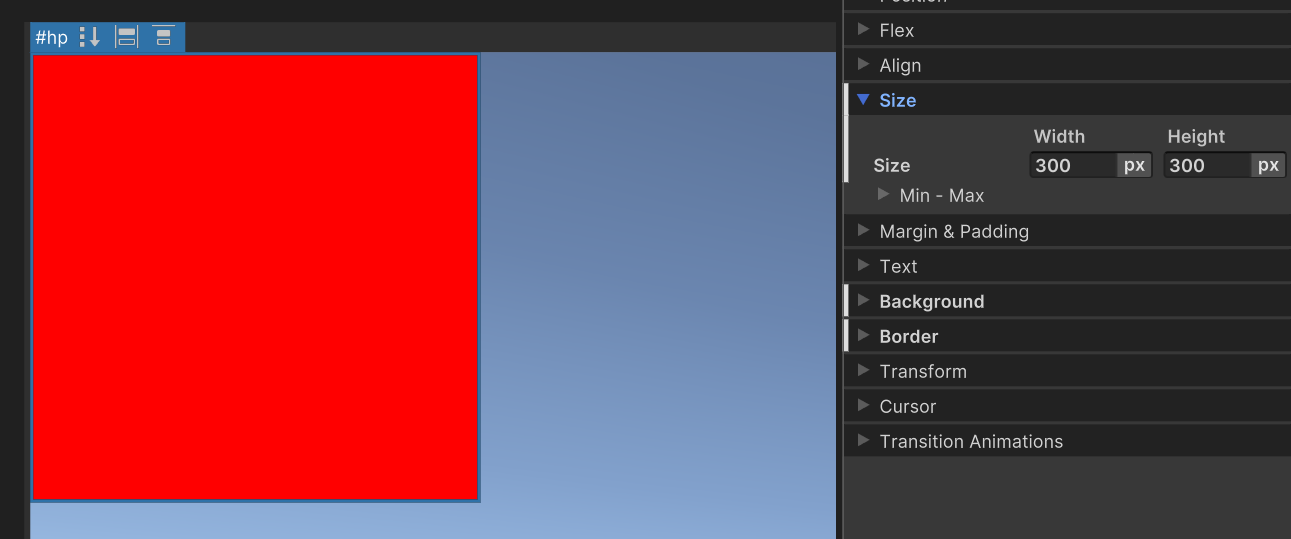 #hp
Position
Flex
Align
Size
Width Height
Size 300 px 300 px
Min - Max
Margin & Padding
Text
Background
Border
Transform
Cursor
Transition Animations